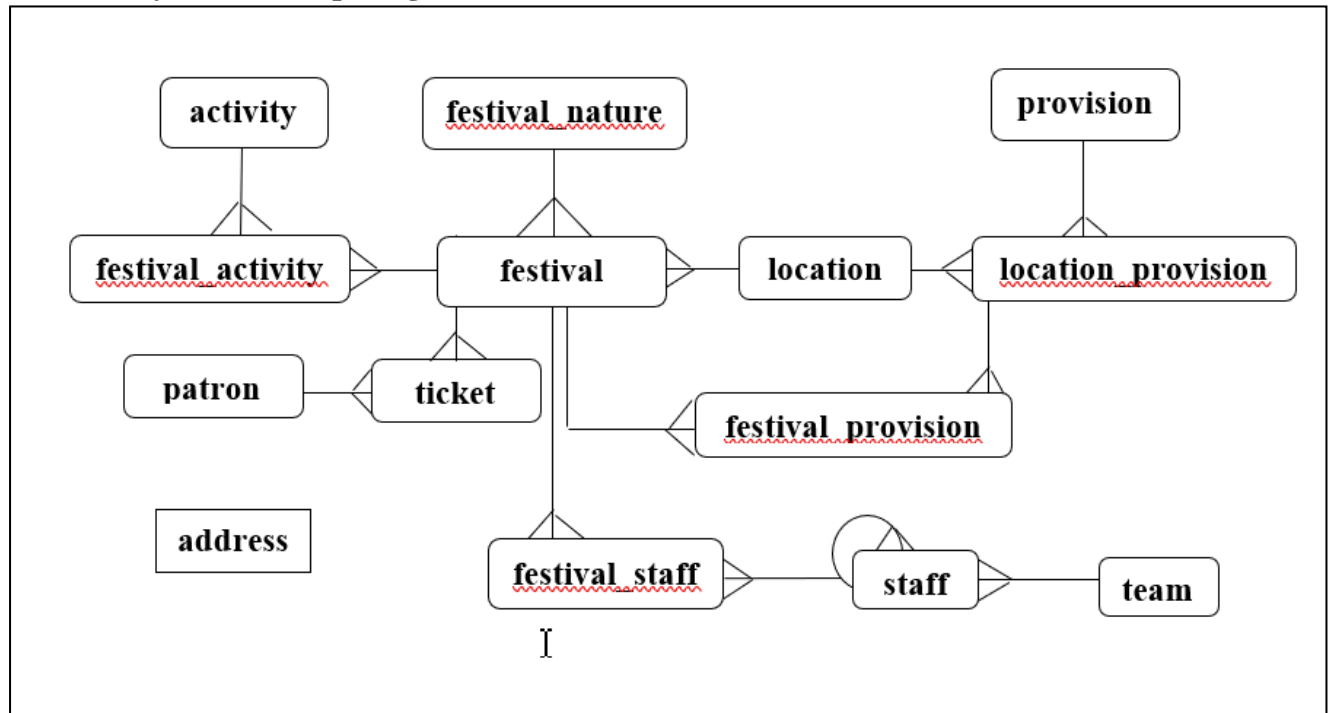 activity
festival_nature
provision
festival_activity
festival
location
location_provision
patron
ticket
festival_provision
address
festival_staff
staff
team